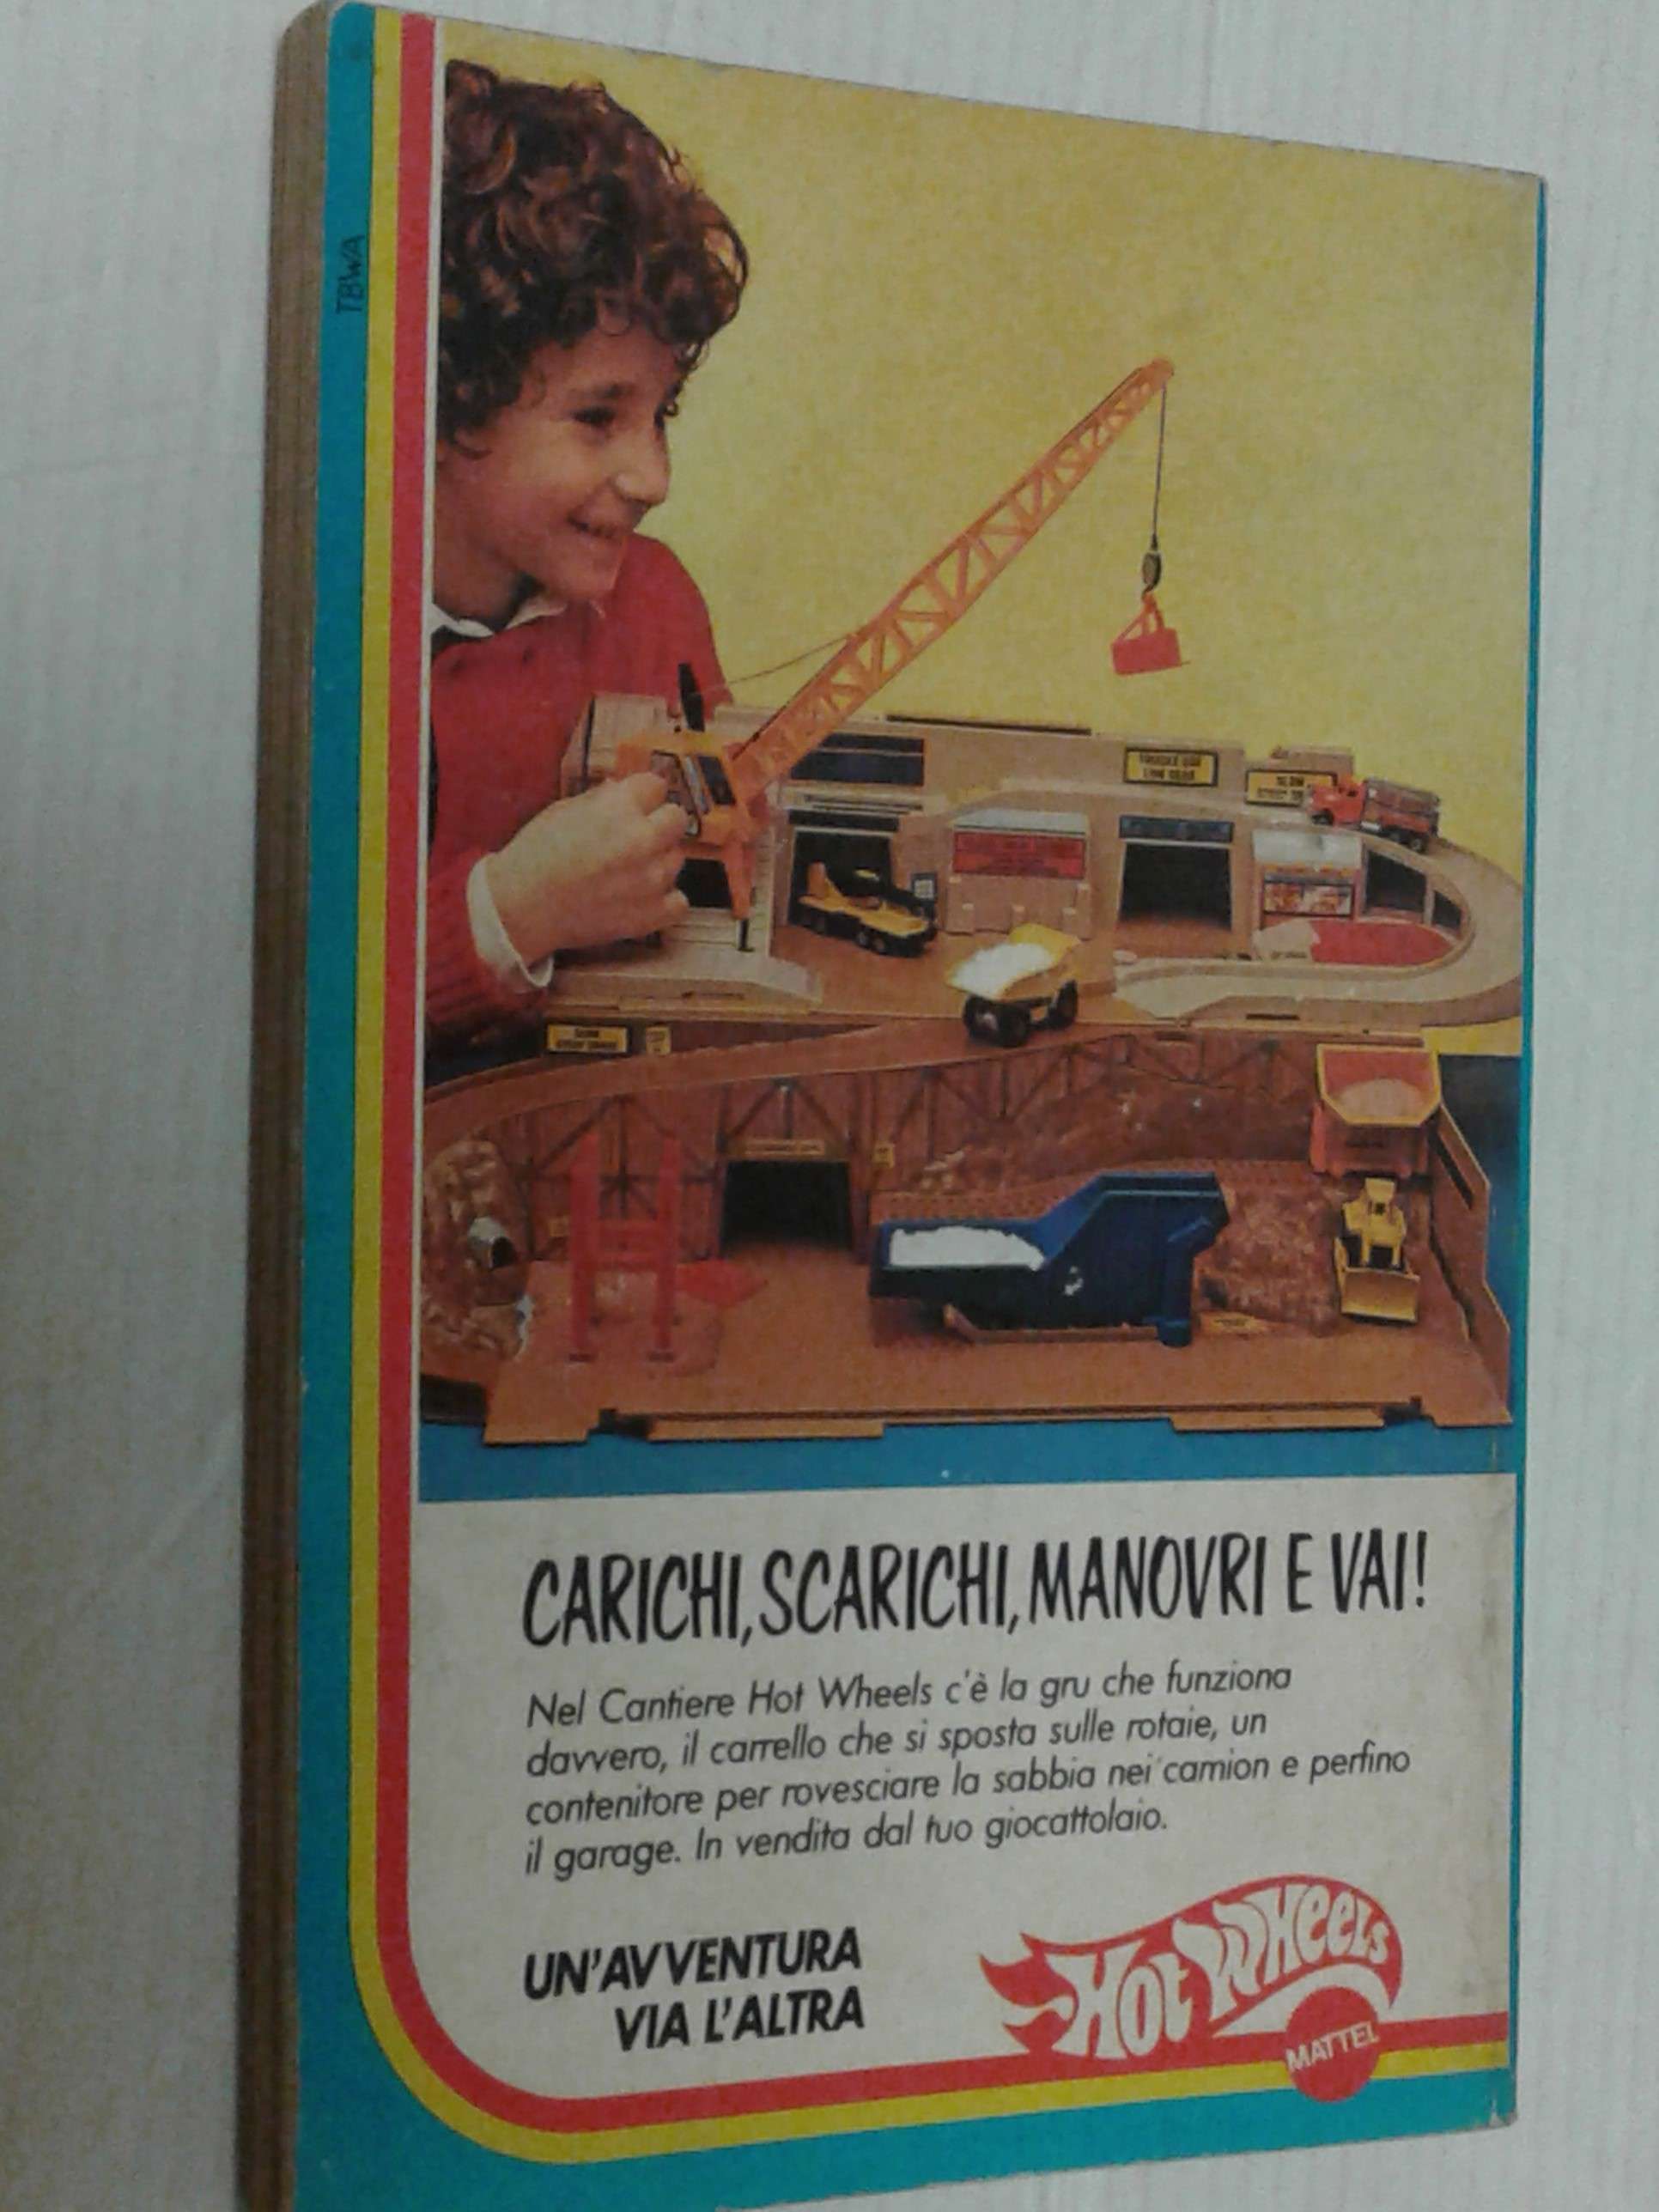 TBWA
CARICHI, SCARICHI, MANOVRI E VAI!
Nel Cantiere Hot Wheels c'è la gru che funziona
davvero, il carrello che si sposta sulle rotaie, un
contenitore per rovesciare la sabbia nei camion e perfino
il garage. In vendita dal tuo giocattolaio.
UN'AVVENTURA
VIA L'ALTRA
HOT WHEELS
MATTEL